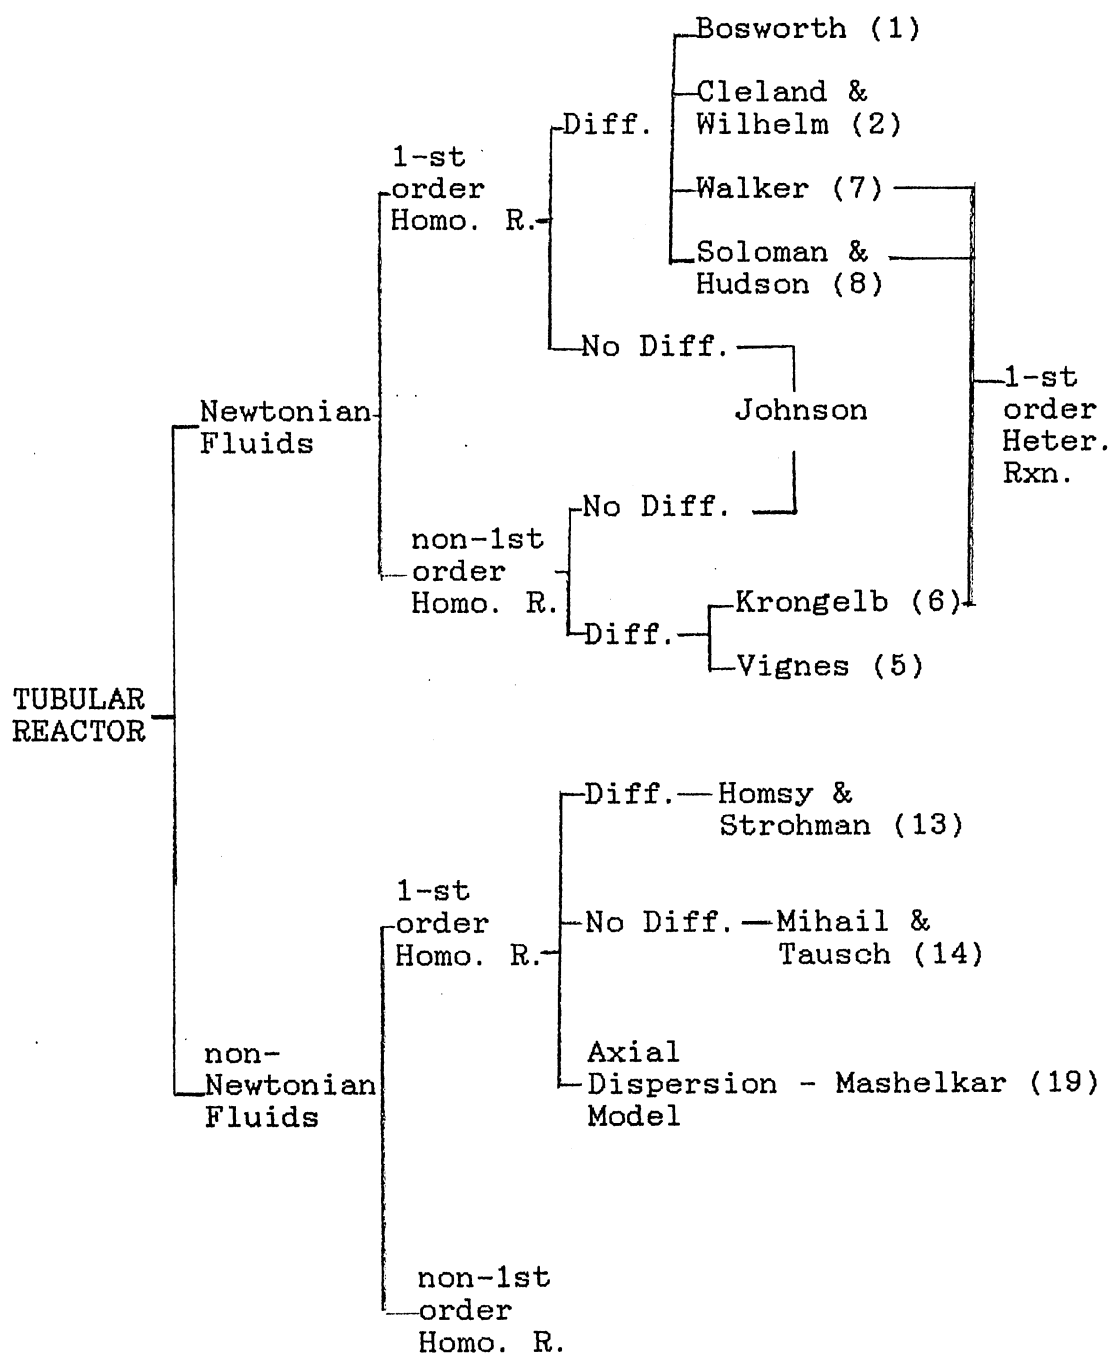 Bosworth (1)
Cleland &
Wilhelm (2)
Diff.
1-st
order
Homo. R.
Walker (7)
Soloman &
Hudson (8)
No Diff.
1-st
order
Heter.
Rxn.
Johnson
Newtonian
Fluids
No Diff.
non-1st
order
Homo. R.
Krongelb (6)
Diff.
Vignes (5)
TUBULAR
REACTOR
Diff.
Homsy &
Strohman (13)
1-st
order
Homo. R.
No Diff.
Mihail &
Tausch (14)
non-
Newtonian
Fluids
Axial
Dispersion - Mashelkar (19)
Model
non-1st
order
Homo. R.